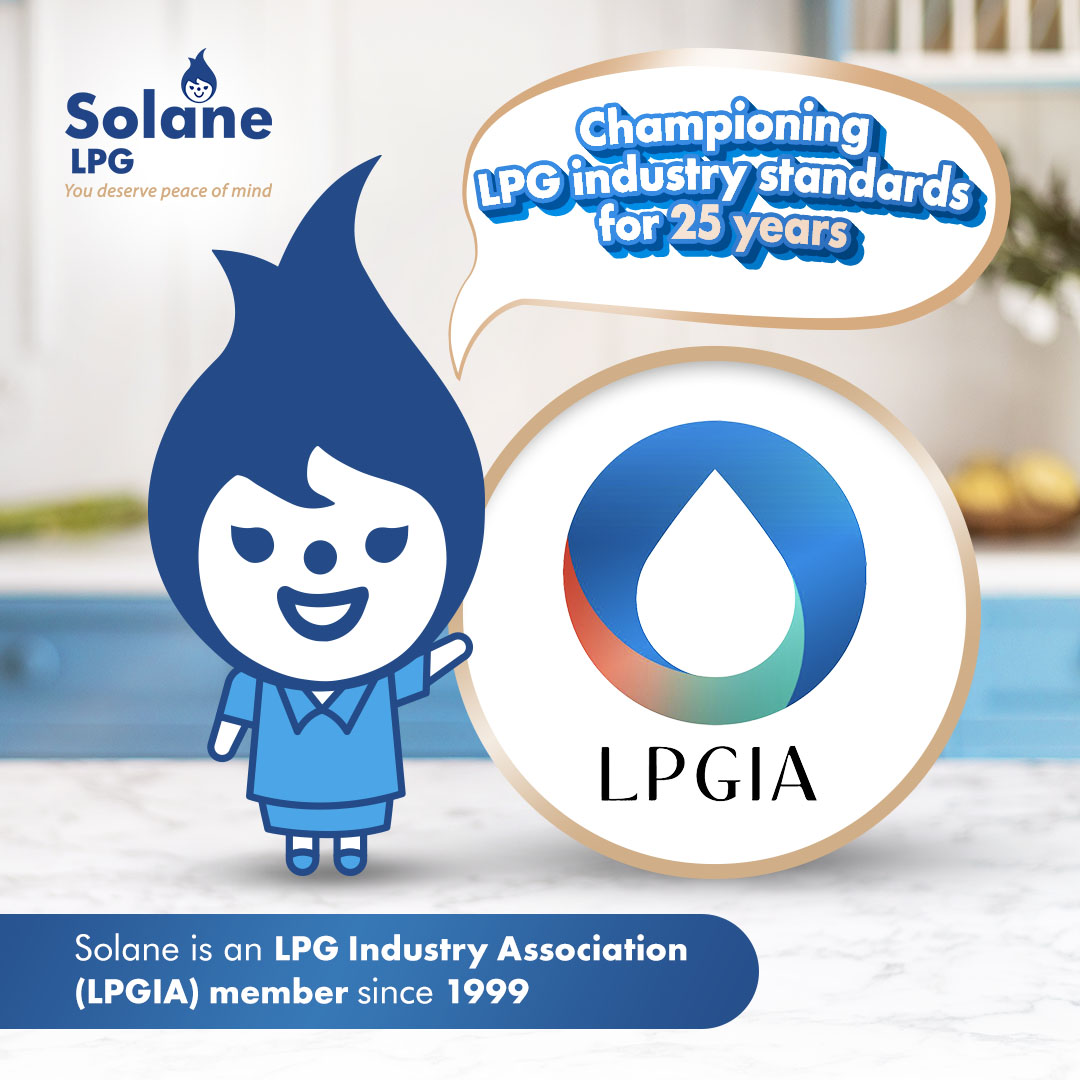 Solane
LPG
You deserve peace of mind
Championing
LPG industry standards
for 25 years
LPGIA
Solane is an LPG Industry Association
(LPGIA) member since 1999